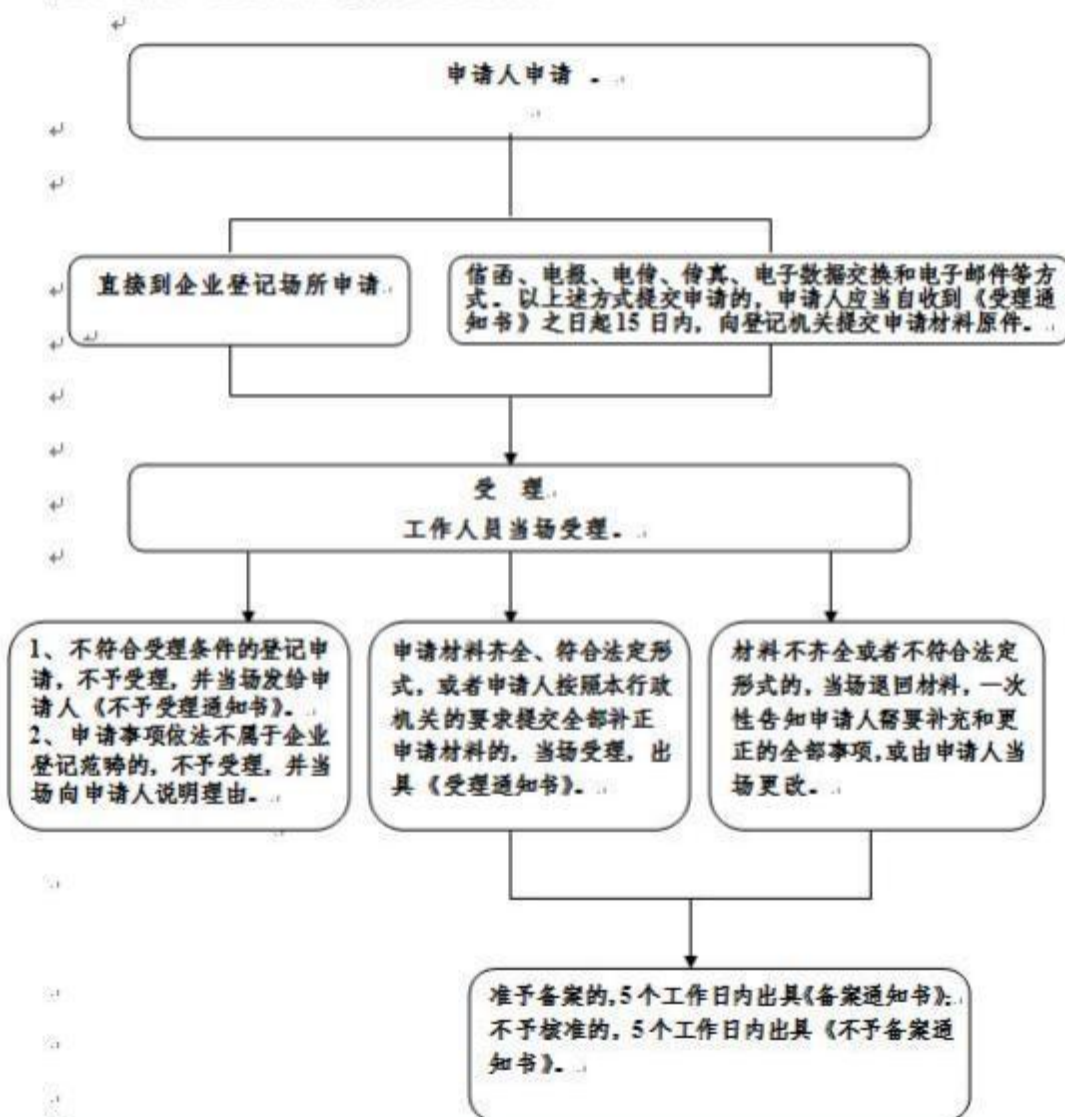 申请人申请。
直接到企业登记场所申请
信函、电报、电传、传真、电子数据交换和电子邮件等方
式。以上述方式提交申请的，申请人应当自收到《受理通
知书》之日起15 日内，向登记机关提交申请材料原件。
受 理
工作人员当场受理。
1、不符合受理条件的登记申
请，不予受理，并当场发给申
请人《不予受理通知书》。
2、申请事项依法不属于企业
登记范畴的，不予受理，并当
场向申请人说明理由。
申请材料齐全、符合法定形
式，或者申请人按照本行政
机关的要求提交全部补正
申请材料的，当场受理，出
具《受理通知书》。
材料不齐全或者不符合法定
形式的，当场退回材料，一次
性告知申请人需要补充和更
正的全部事项，或由申请人当
场更改。
准予备案的，5个工作日内出具《备案通知书》；
不予核准的，5个工作日内出具《不予备案通
知书》。